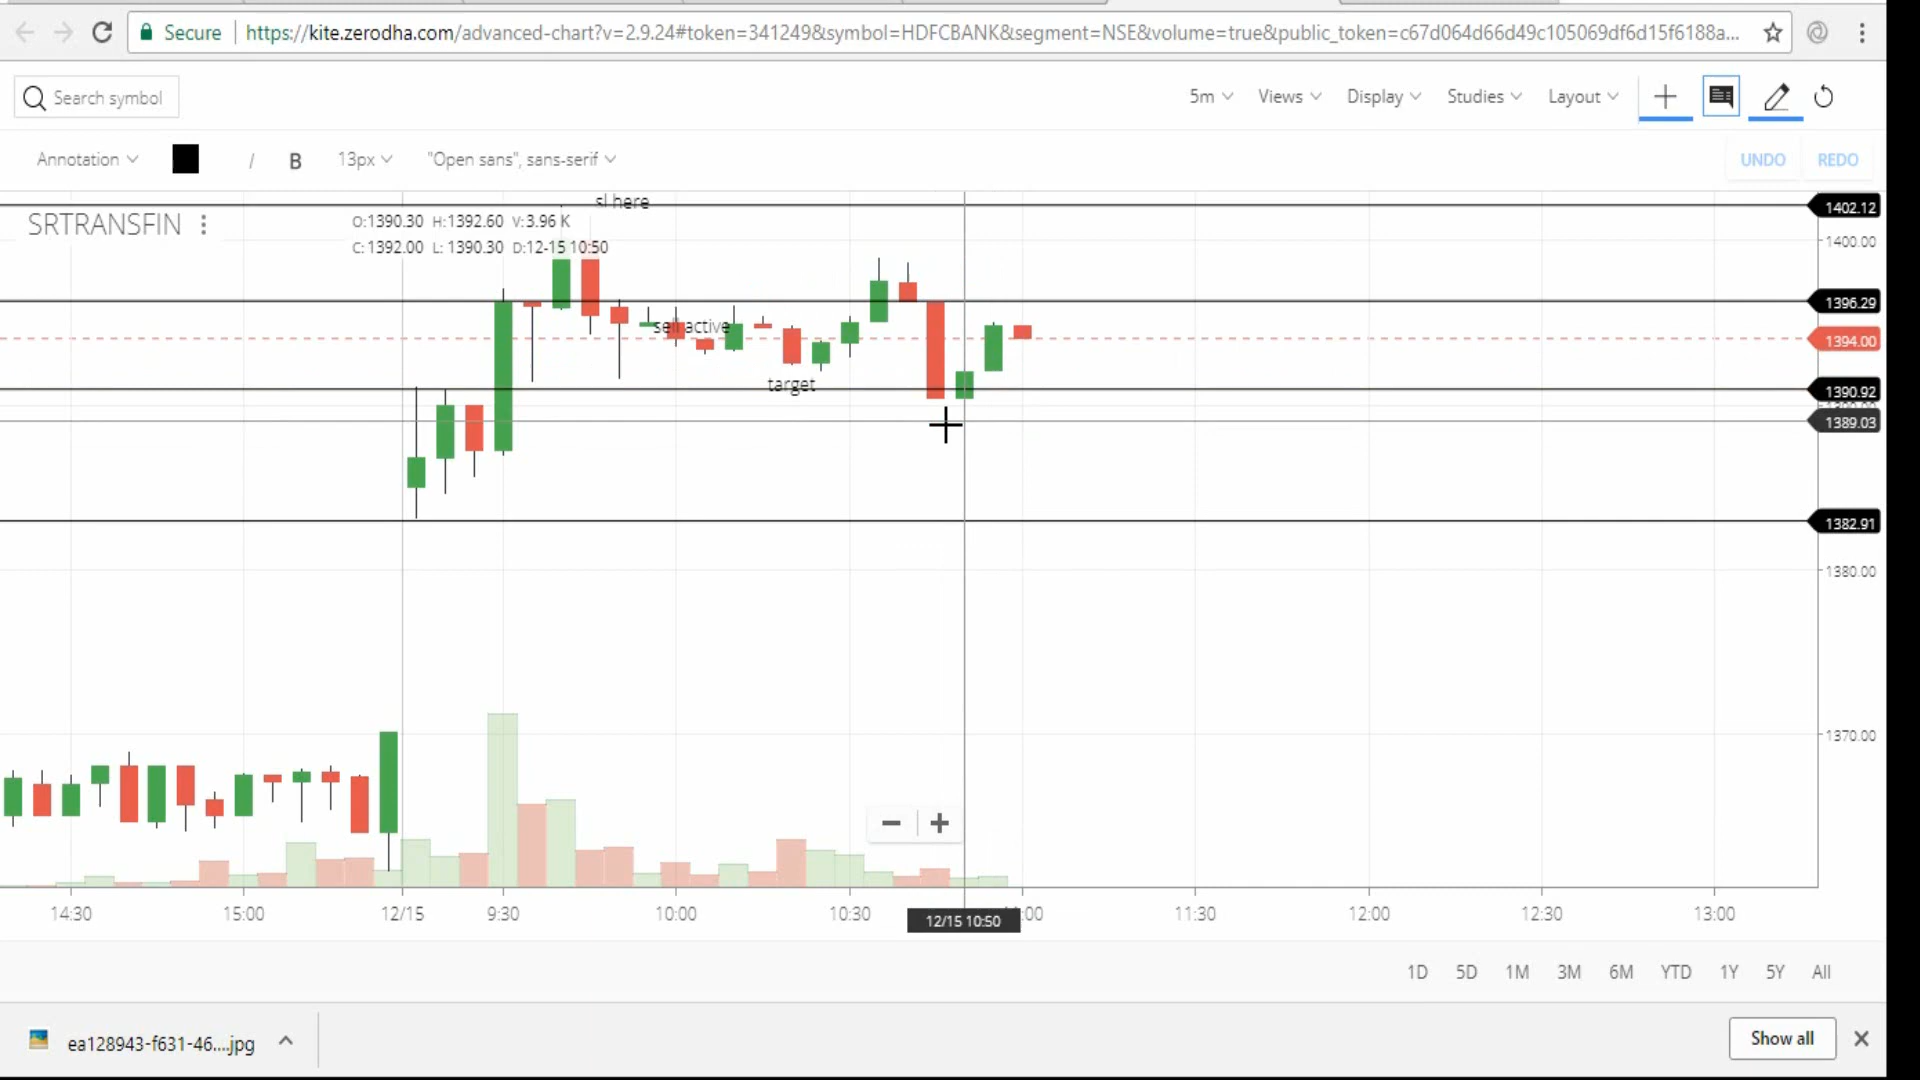 Secure https://kite.zerodha.com/advanced-chart?v=2.9.24#token=341249&symbol=HDFCBANK&segment=NSE&volume=true&public_token=c67d064d66d49c105069df6d15f6188a...
Search symbol 5m Views Display Studies Layout
Annotation I B 13px "Open sans", sans-serif UNDO REDO
sl here
1402.12
SRTRANSFIN O:1390.30 H:1392.60 V:3.96 K
1400.00
C:1392.00 L:1390.30 D:12-15 10:50
1396.29
sell active
1394.00
target
1390.92
1389.03
1382.91
1380.00
1370.00
14:30 15:00 12/15 9:30 10:00 10:30 12/15 10:50 :00 11:30 12:00 12:30 13:00
1D 5D 1M 3M 6M YTD 1Y 5Y All
ea128943-f631-46....jpg Show all